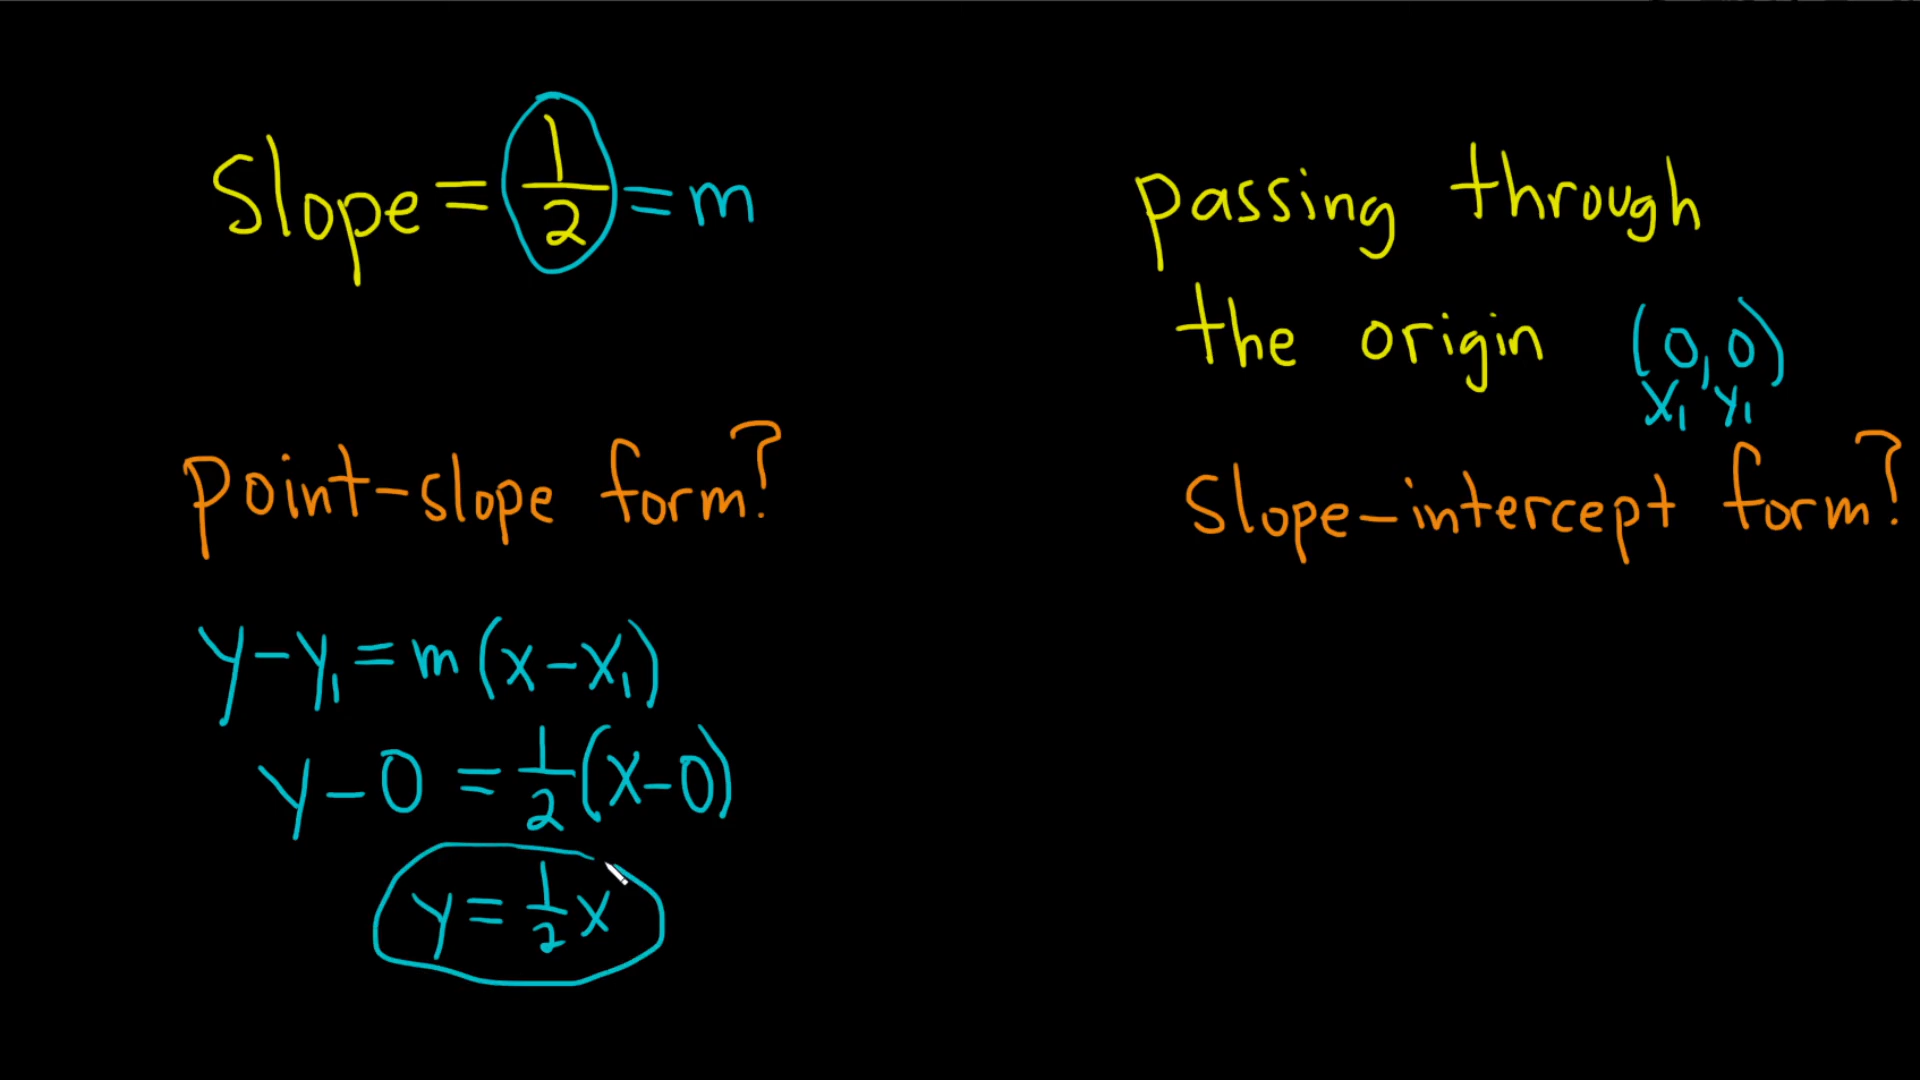 Slope = 1/2 = m
passing through
the origin (0,0)
x₁ y₁
Point-slope form?
Slope-intercept form?
y-y₁ = m(x-x₁)
y-0 = 1/2(x-0)
y = 1/2 x